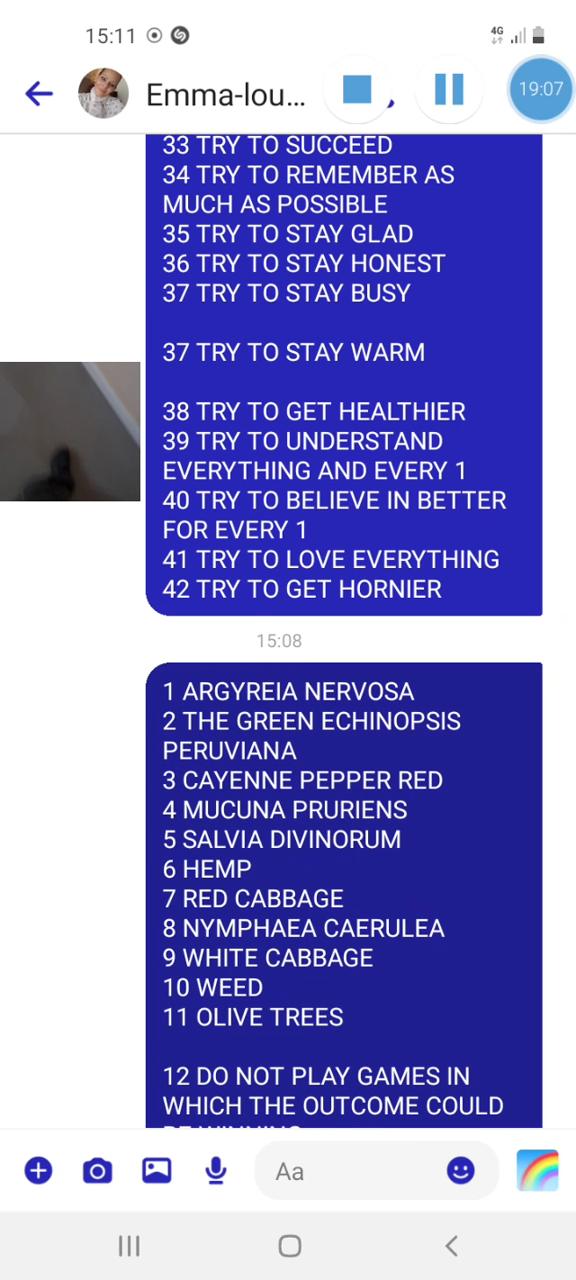 15:11
4G
Emma-lou...
19:07
33 TRY TO SUCCEED
34 TRY TO REMEMBER AS
MUCH AS POSSIBLE
35 TRY TO STAY GLAD
36 TRY TO STAY HONEST
37 TRY TO STAY BUSY
37 TRY TO STAY WARM
38 TRY TO GET HEALTHIER
39 TRY TO UNDERSTAND
EVERYTHING AND EVERY 1
40 TRY TO BELIEVE IN BETTER
FOR EVERY 1
41 TRY TO LOVE EVERYTHING
42 TRY TO GET HORNIER
15:08
1 ARGYREIA NERVOSA
2 THE GREEN ECHINOPSIS
PERUVIANA
3 CAYENNE PEPPER RED
4 MUCUNA PRURIENS
5 SALVIA DIVINORUM
6 HEMP
7 RED CABBAGE
8 NYMPHAEA CAERULEA
9 WHITE CABBAGE
10 WEED
11 OLIVE TREES
12 DO NOT PLAY GAMES IN
WHICH THE OUTCOME COULD
Aa